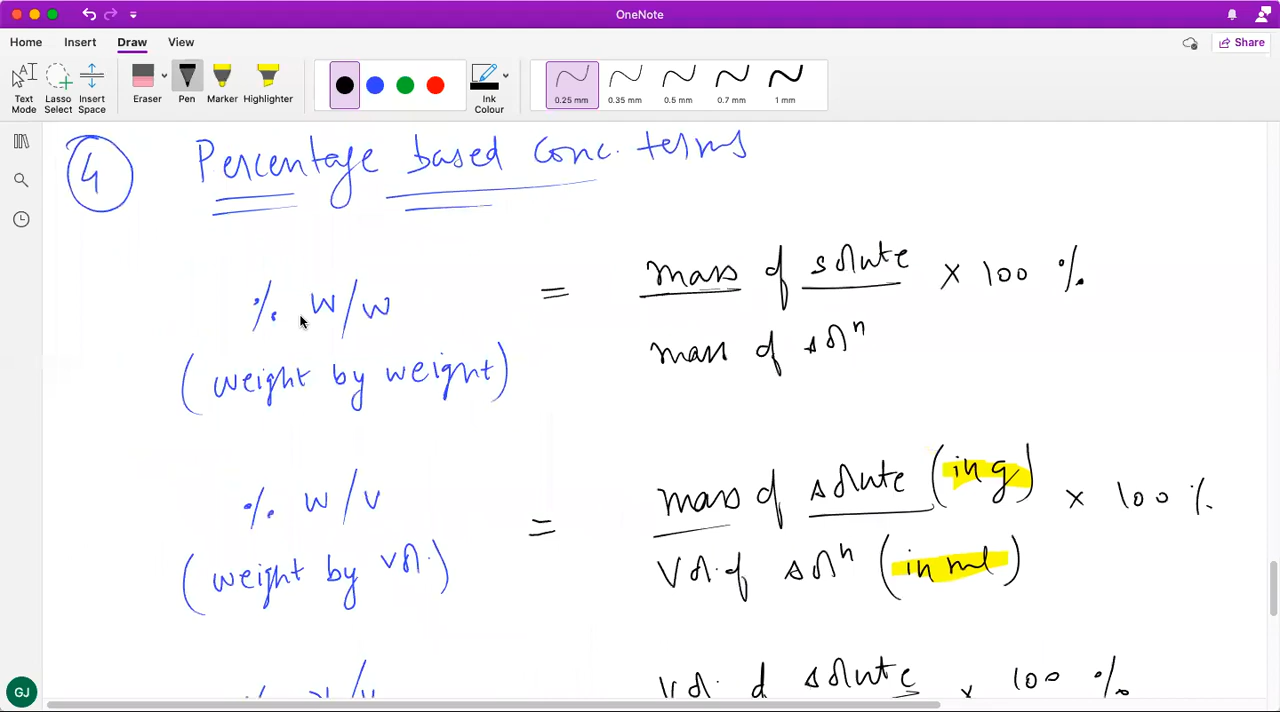 OneNote
Home Insert Draw View
Share
Text Mode
Lasso Select
Insert Space
Eraser
Pen
Marker
Highlighter
Ink Colour
0.25 mm
0.35 mm
0.5 mm
0.7 mm
1 mm
4 Percentage based conc. terms
% w/w = mass of solute × 100 %
mass of solⁿ
(weight by weight)
% w/v = mass of solute (in g) × 100 %
Vol. of solⁿ (in ml)
(weight by vol.)
% v/v
Vol. of solute × 100 %
GJ